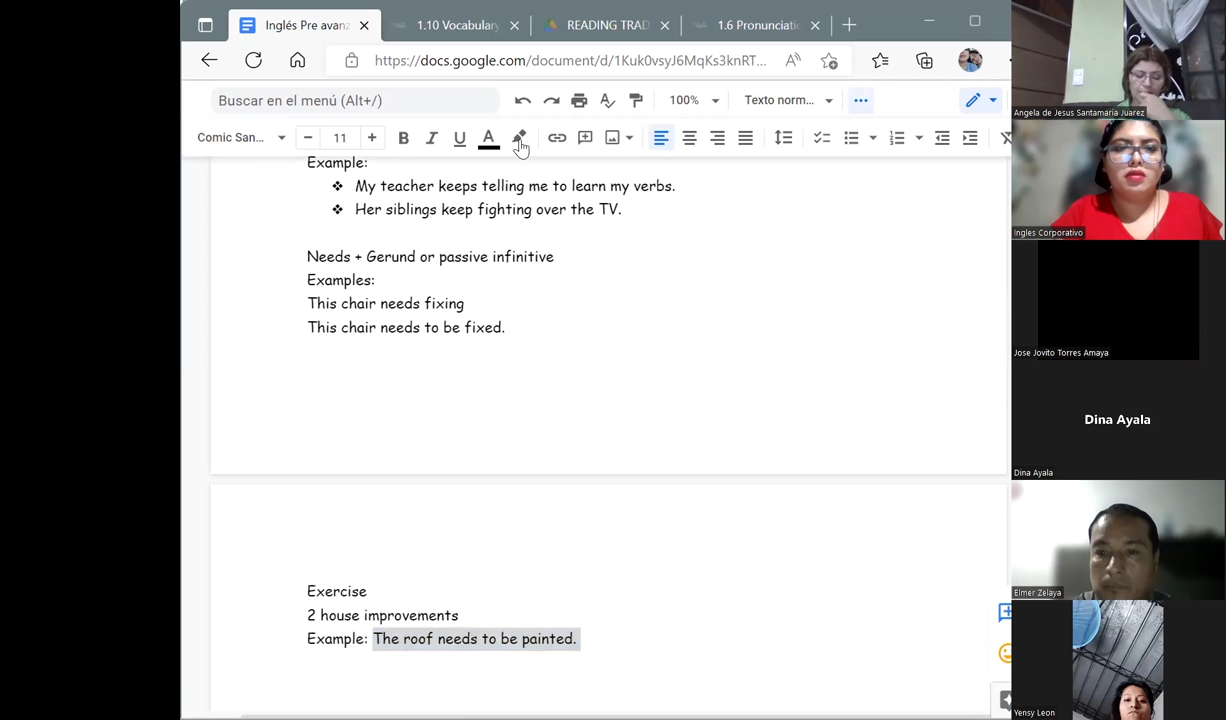 Inglés Pre avanz
1.10 Vocabulary
READING TRAD
1.6 Pronunciatio
https://docs.google.com/document/d/1Kuk0vsyJ6MqKs3knRT...
Buscar en el menú (Alt+/)
100%
Texto norm...
Comic San...
11
Example:
❖ My teacher keeps telling me to learn my verbs.
❖ Her siblings keep fighting over the TV.
Needs + Gerund or passive infinitive
Examples:
This chair needs fixing
This chair needs to be fixed.
Exercise
2 house improvements
Example: The roof needs to be painted.
Angela de Jesus Santamaria Juarez
Ingles Corporativo
Jose Jovito Torres Amaya
Dina Ayala
Dina Ayala
Elmer Zelaya
Yensy Leon